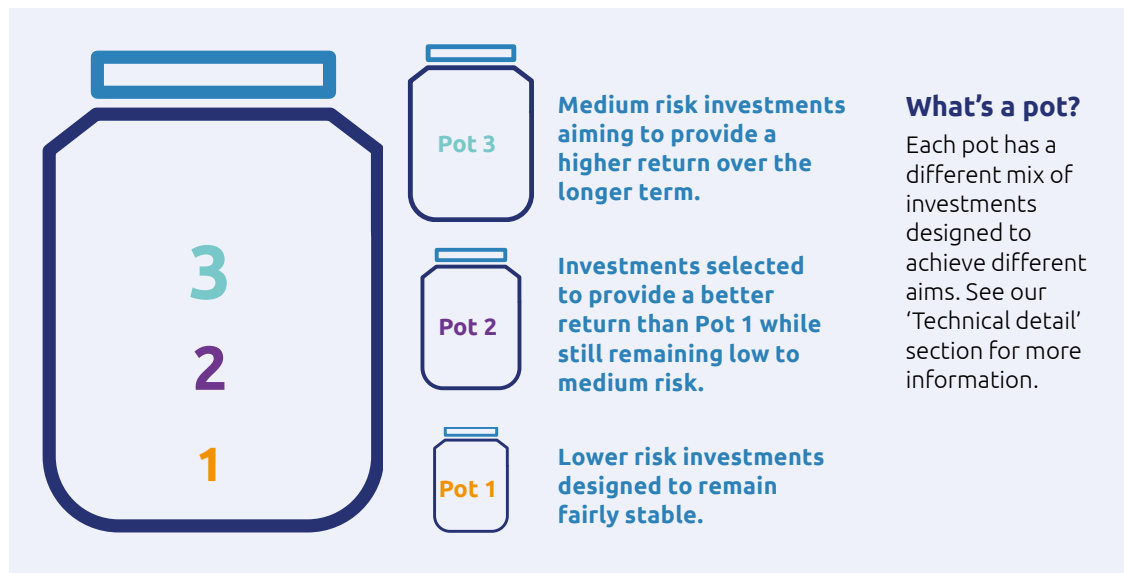 3
2
1
Pot 3
Medium risk investments
aiming to provide a
higher return over the
longer term.
Pot 2
Investments selected
to provide a better
return than Pot 1 while
still remaining low to
medium risk.
Pot 1
Lower risk investments
designed to remain
fairly stable.
What’s a pot?
Each pot has a
different mix of
investments
designed to
achieve different
aims. See our
‘Technical detail’
section for more
information.